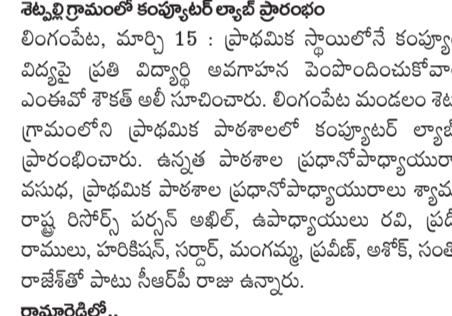 శెట్పల్లి గ్రామంలో కంప్యూటర్ ల్యాబ్ ప్రారంభం
లింగంపేట, మార్చి 15 : ప్రాథమిక స్థాయిలోనే కంప్యూ
విద్యపై ప్రతి విద్యార్థి అవగాహన పెంపొందించుకోవా
ఎంఈవో శౌకత్ అలీ సూచించారు. లింగంపేట మండలం శెట
గ్రామంలోని ప్రాథమిక పాఠశాలలో కంప్యూటర్ ల్యాబ్
ప్రారంభించారు. ఉన్నత పాఠశాల ప్రధానోపాధ్యాయురా
వసుధ, ప్రాథమిక పాఠశాల ప్రధానోపాధ్యాయురాలు శ్యామ
రాష్ట్ర రిసోర్స్ పర్సన్ అఖిల్, ఉపాధ్యాయులు రవి, ప్రదీ
రాములు, హరికిషన్, సర్దార్, మంగమ్మ, ప్రవీణ్, అశోక్, సంతో
రాజేశ్‌తో పాటు సీఆర్‌పీ రాజు ఉన్నారు.
రామారెడ్డిలో..